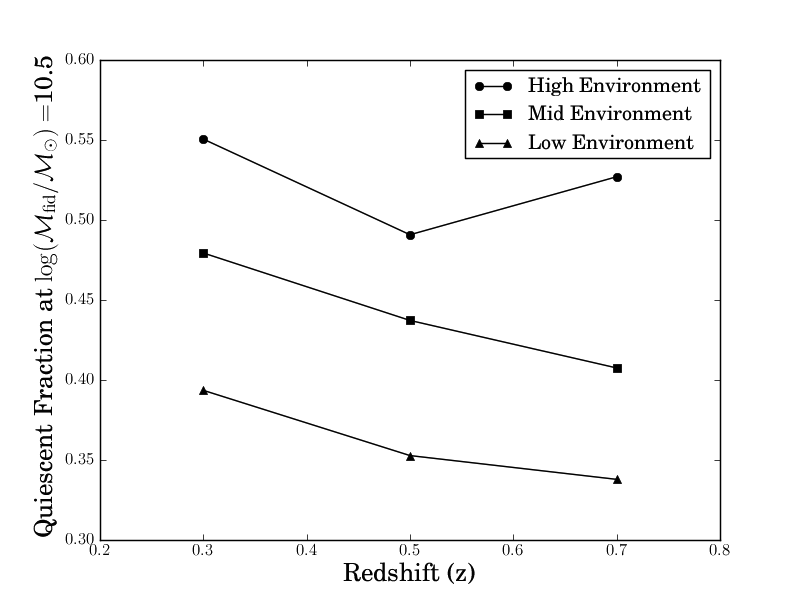 0.60
0.55
0.50
0.45
0.40
0.35
0.30
0.2
0.3
0.4
0.5
0.6
0.7
0.8
Quiescent Fraction at log(ℳfid/ℳ⊙)=10.5
Redshift (z)
High Environment
Mid Environment
Low Environment